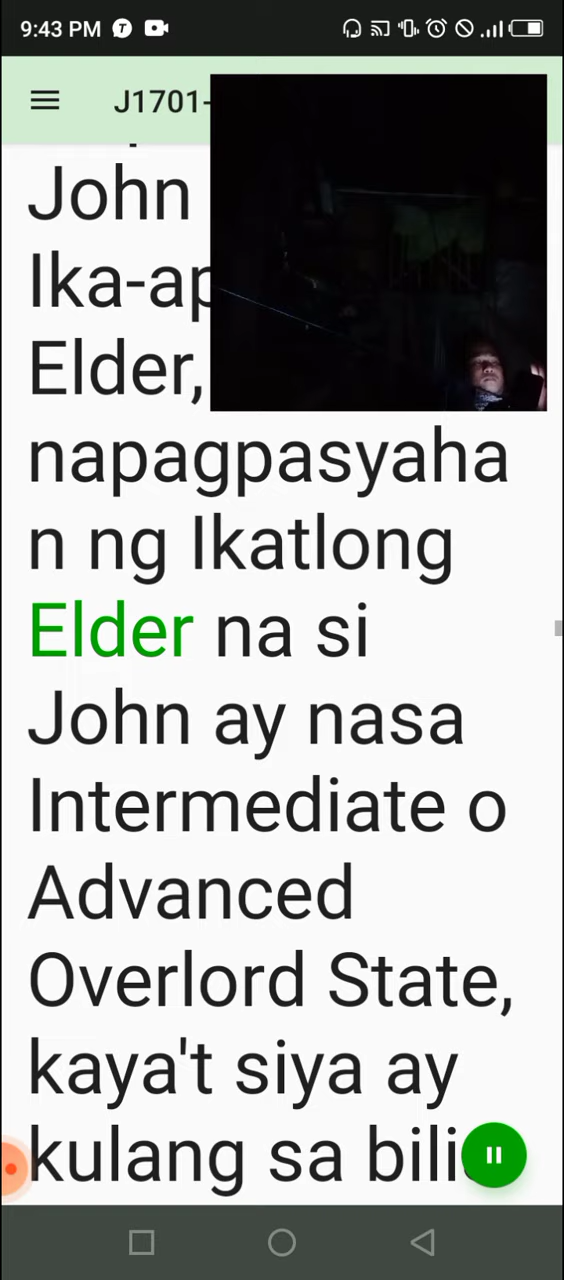 9:43 PM
J1701-
John
Ika-ap
Elder,
napagpasyaha
n ng Ikatlong
Elder na si
John ay nasa
Intermediate o
Advanced
Overlord State,
kaya't siya ay
kulang sa bili